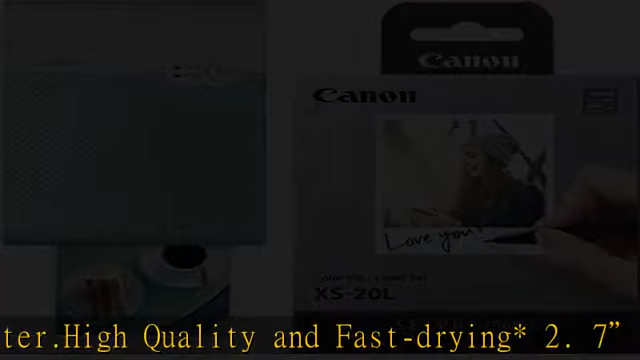 Canon
Canon
Love you!
XS-20L
ter.High Quality and Fast-drying* 2. 7”